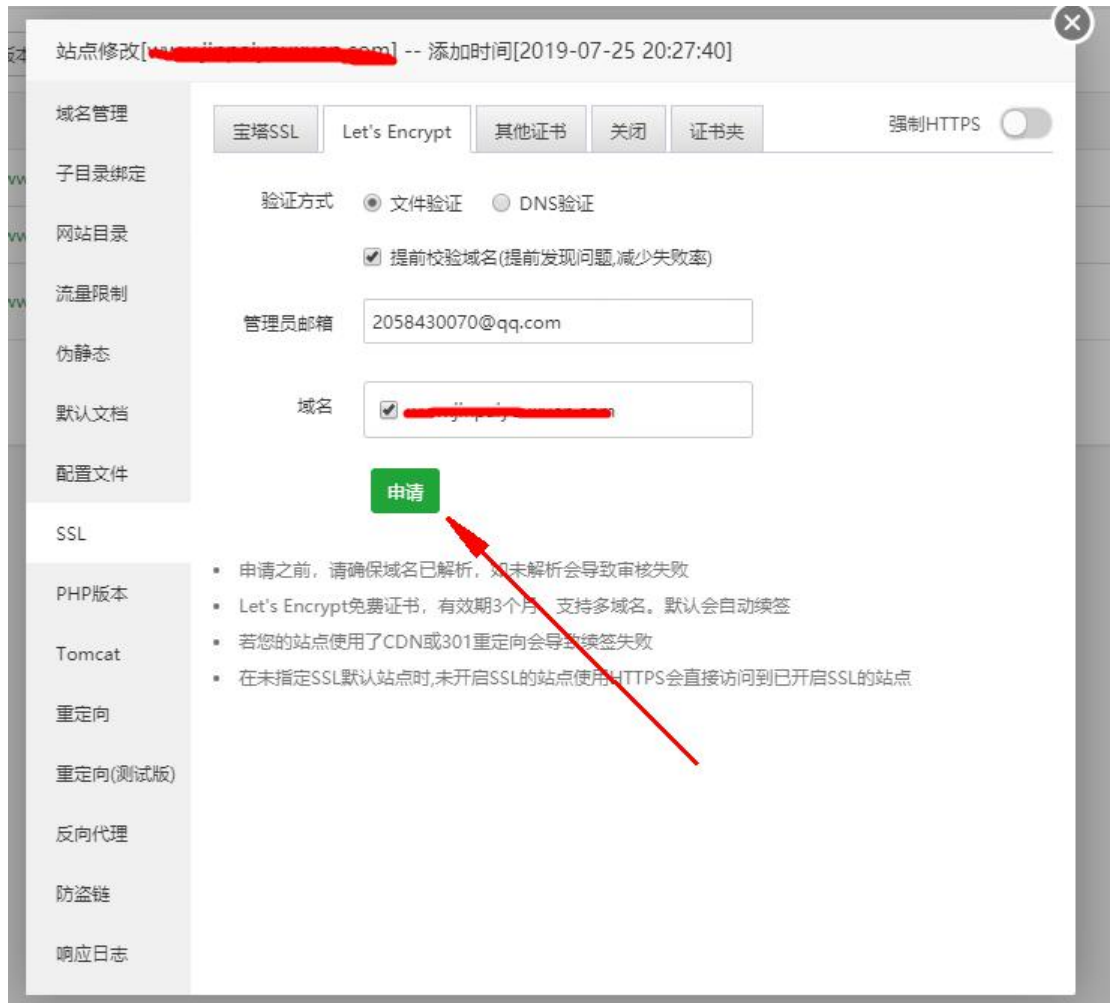 站点修改[ -- 添加时间[2019-07-25 20:27:40]
域名管理
子目录绑定
网站目录
流量限制
伪静态
默认文档
配置文件
SSL
PHP版本
Tomcat
重定向
重定向(测试版)
反向代理
防盗链
响应日志
宝塔SSL Let's Encrypt 其他证书 关闭 证书夹 强制HTTPS
验证方式 文件验证 DNS验证
提前校验域名(提前发现问题,减少失败率)
管理员邮箱 2058430070@qq.com
域名
申请
申请之前，请确保域名已解析，如未解析会导致审核失败
Let's Encrypt免费证书，有效期3个月，支持多域名。默认会自动续签
若您的站点使用了CDN或301重定向会导致续签失败
在未指定SSL默认站点时,未开启SSL的站点使用HTTPS会直接访问到已开启SSL的站点